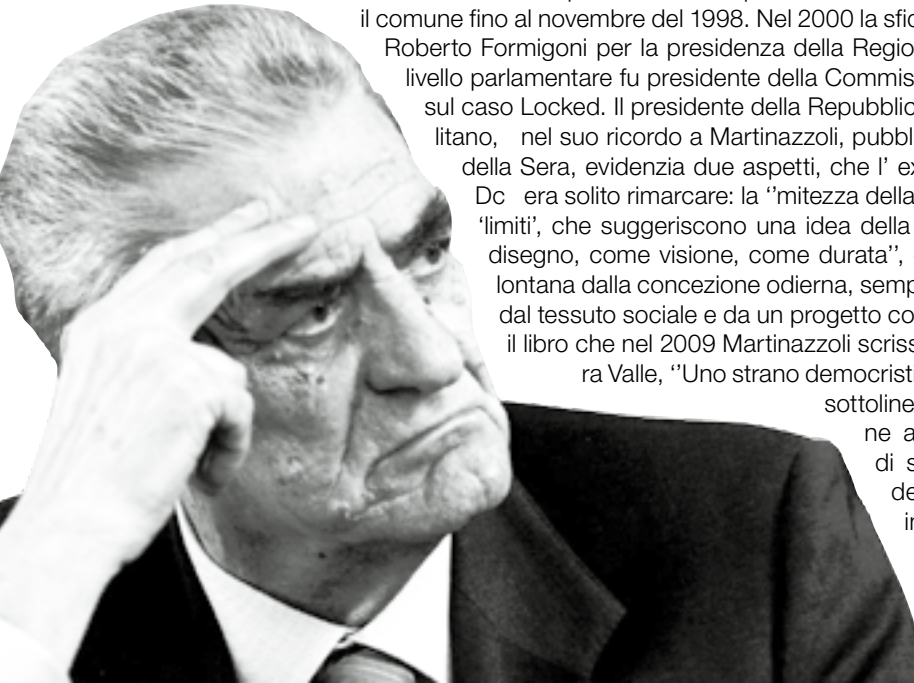 il comune fino al novembre del 1998. Nel 2000 la sfid
Roberto Formigoni per la presidenza della Regio
livello parlamentare fu presidente della Commis
sul caso Locked. Il presidente della Repubblic
litano, nel suo ricordo a Martinazzoli, pubbl
della Sera, evidenzia due aspetti, che l' ex
Dc era solito rimarcare: la ‘’mitezza della
‘limiti’, che suggeriscono una idea della
disegno, come visione, come durata’’,
lontana dalla concezione odierna, semp
dal tessuto sociale e da un progetto co
il libro che nel 2009 Martinazzoli scriss
ra Valle, ‘’Uno strano democristi
sottoline
ne a
di s
de
in